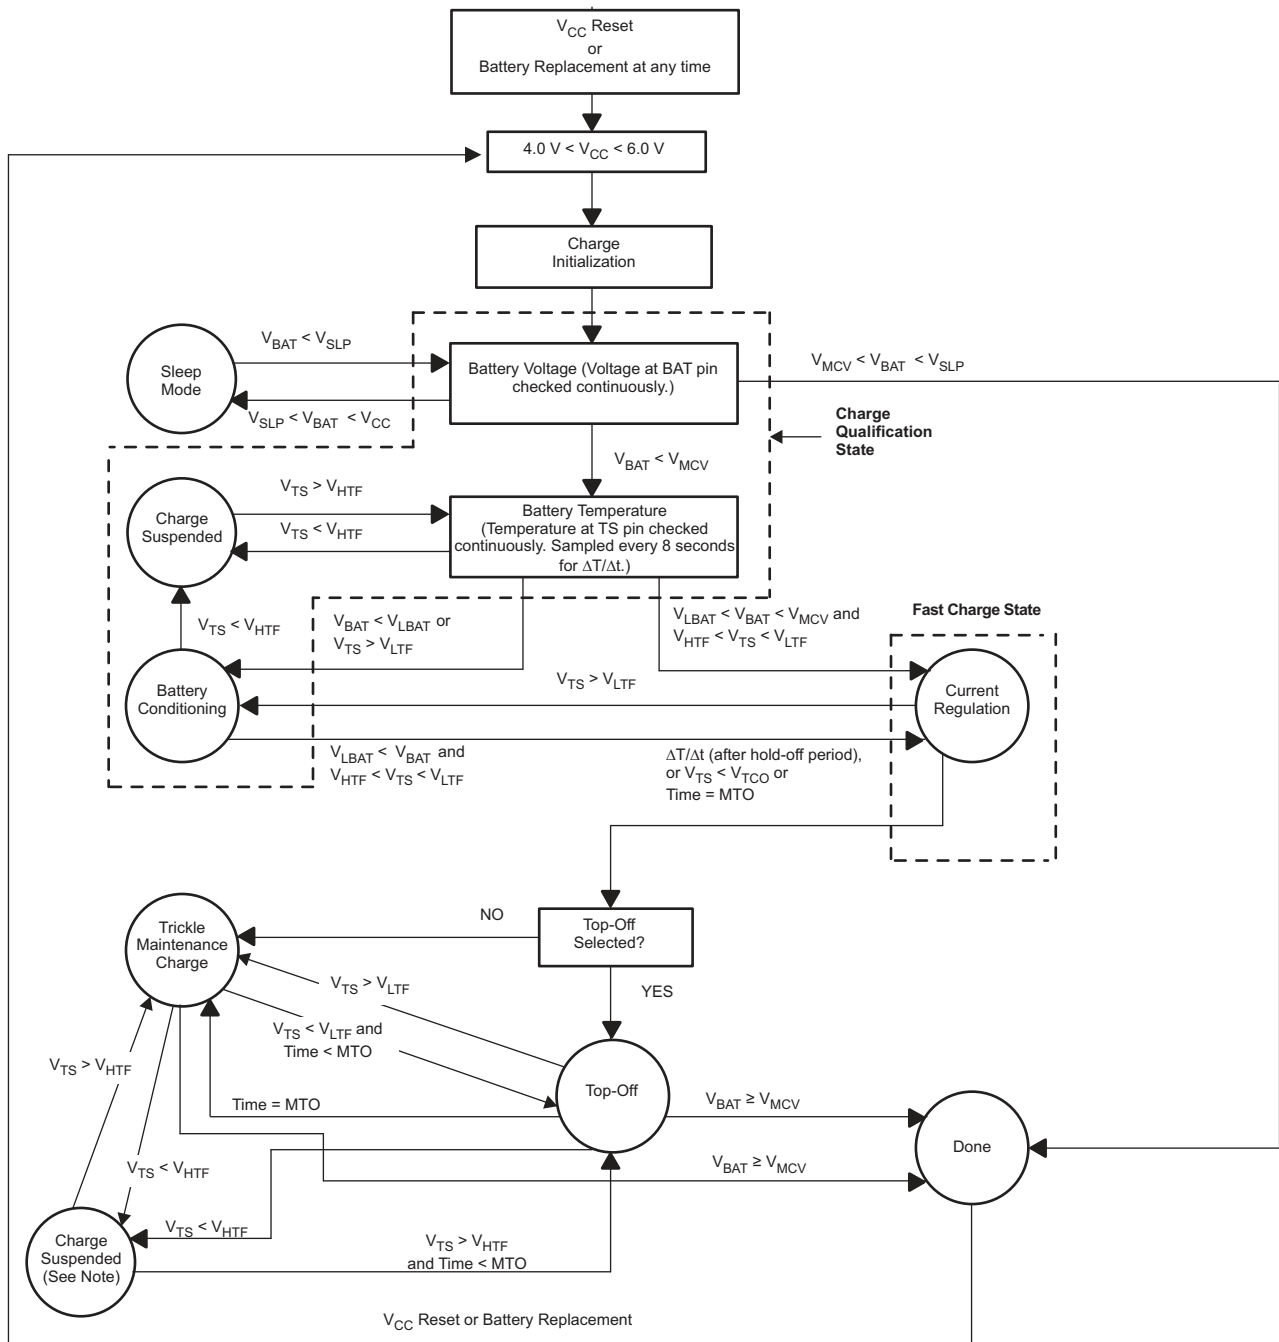 V_CC Reset
or
Battery Replacement at any time
4.0 V < V_CC < 6.0 V
Charge
Initialization
V_BAT < V_SLP
Sleep
Mode
V_SLP < V_BAT < V_CC
Battery Voltage (Voltage at BAT pin
checked continuously.)
V_MCV < V_BAT < V_SLP
Charge
Qualification
State
V_BAT < V_MCV
V_TS > V_HTF
Charge
Suspended
V_TS < V_HTF
Battery Temperature
(Temperature at TS pin checked
continuously. Sampled every 8 seconds
for ΔT/Δt.)
V_TS < V_HTF
V_BAT < V_LBAT or
V_TS > V_LTF
V_LBAT < V_BAT < V_MCV and
V_HTF < V_TS < V_LTF
Fast Charge State
Battery
Conditioning
V_TS > V_LTF
Current
Regulation
V_LBAT < V_BAT and
V_HTF < V_TS < V_LTF
ΔT/Δt (after hold-off period),
or V_TS < V_TCO or
Time = MTO
Trickle
Maintenance
Charge
NO
Top-Off
Selected?
YES
V_TS > V_LTF
V_TS < V_LTF and
Time < MTO
V_TS > V_HTF
Time = MTO
Top-Off
V_BAT ≥ V_MCV
Done
V_BAT ≥ V_MCV
V_TS < V_HTF
V_TS < V_HTF
Charge
Suspended
(See Note)
V_TS > V_HTF
and Time < MTO
V_CC Reset or Battery Replacement